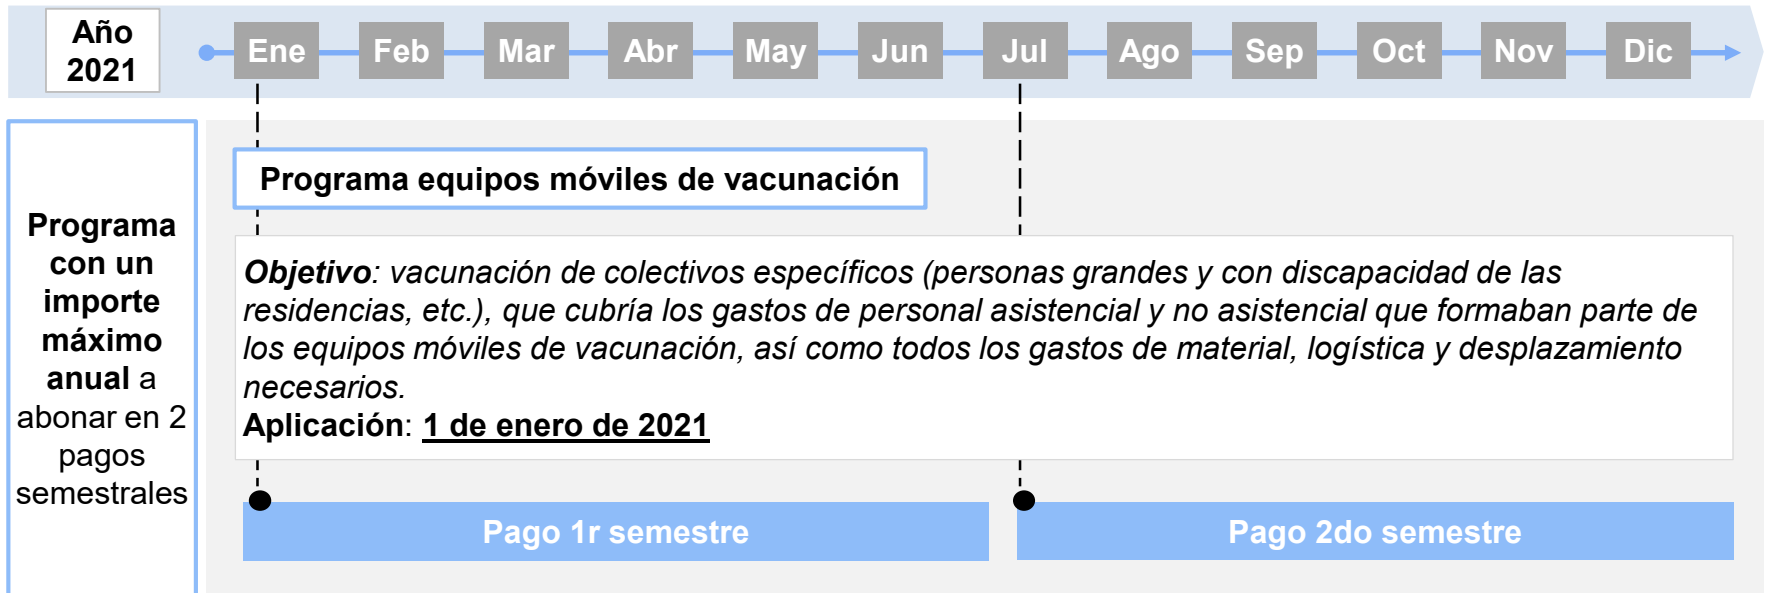 Año
2021
Ene Feb Mar Abr May Jun Jul Ago Sep Oct Nov Dic
Programa
con un
importe
máximo
anual a
abonar en 2
pagos
semestrales
Programa equipos móviles de vacunación
Objetivo: vacunación de colectivos específicos (personas grandes y con discapacidad de las
residencias, etc.), que cubría los gastos de personal asistencial y no asistencial que formaban parte de
los equipos móviles de vacunación, así como todos los gastos de material, logística y desplazamiento
necesarios.
Aplicación: 1 de enero de 2021
Pago 1r semestre
Pago 2do semestre